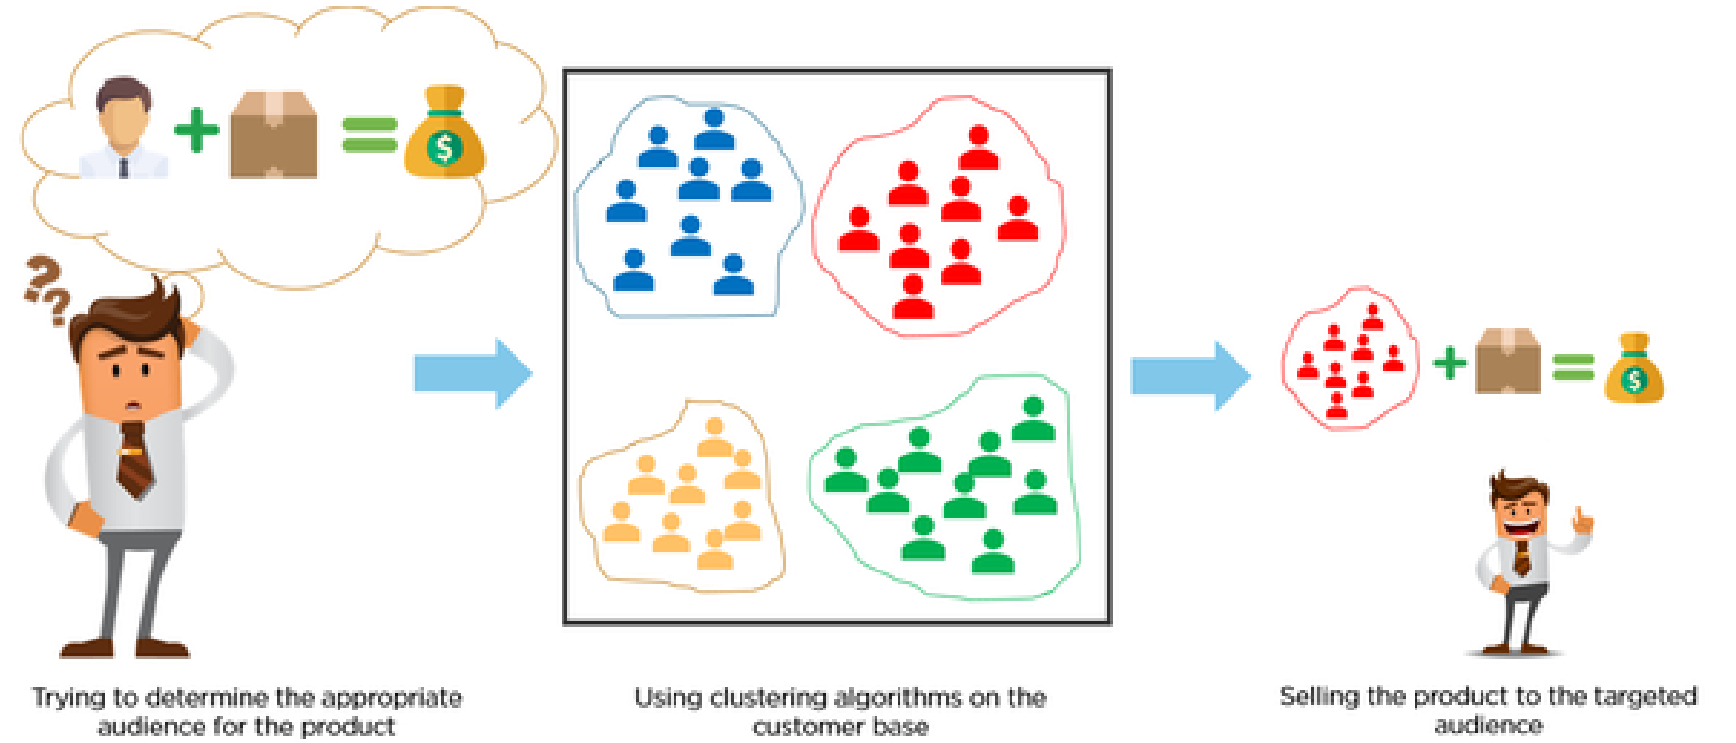 $
??
$
Trying to determine the appropriate
audience for the product
Using clustering algorithms on the
customer base
Selling the product to the targeted
audience